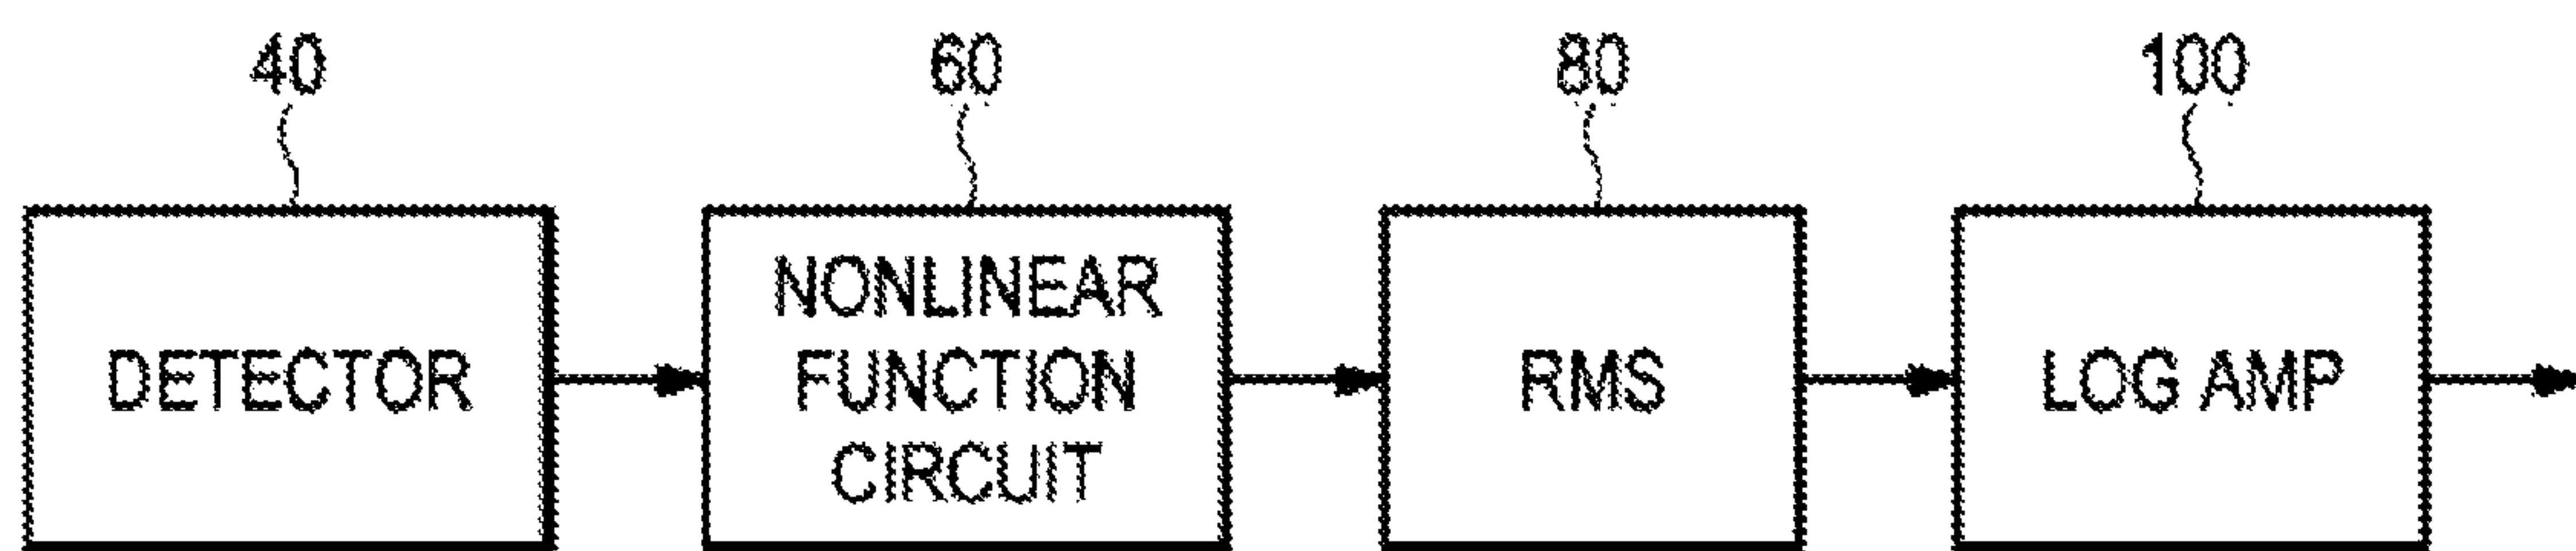 40
60
80
100
DETECTOR
NONLINEAR
FUNCTION
CIRCUIT
RMS
LOG AMP